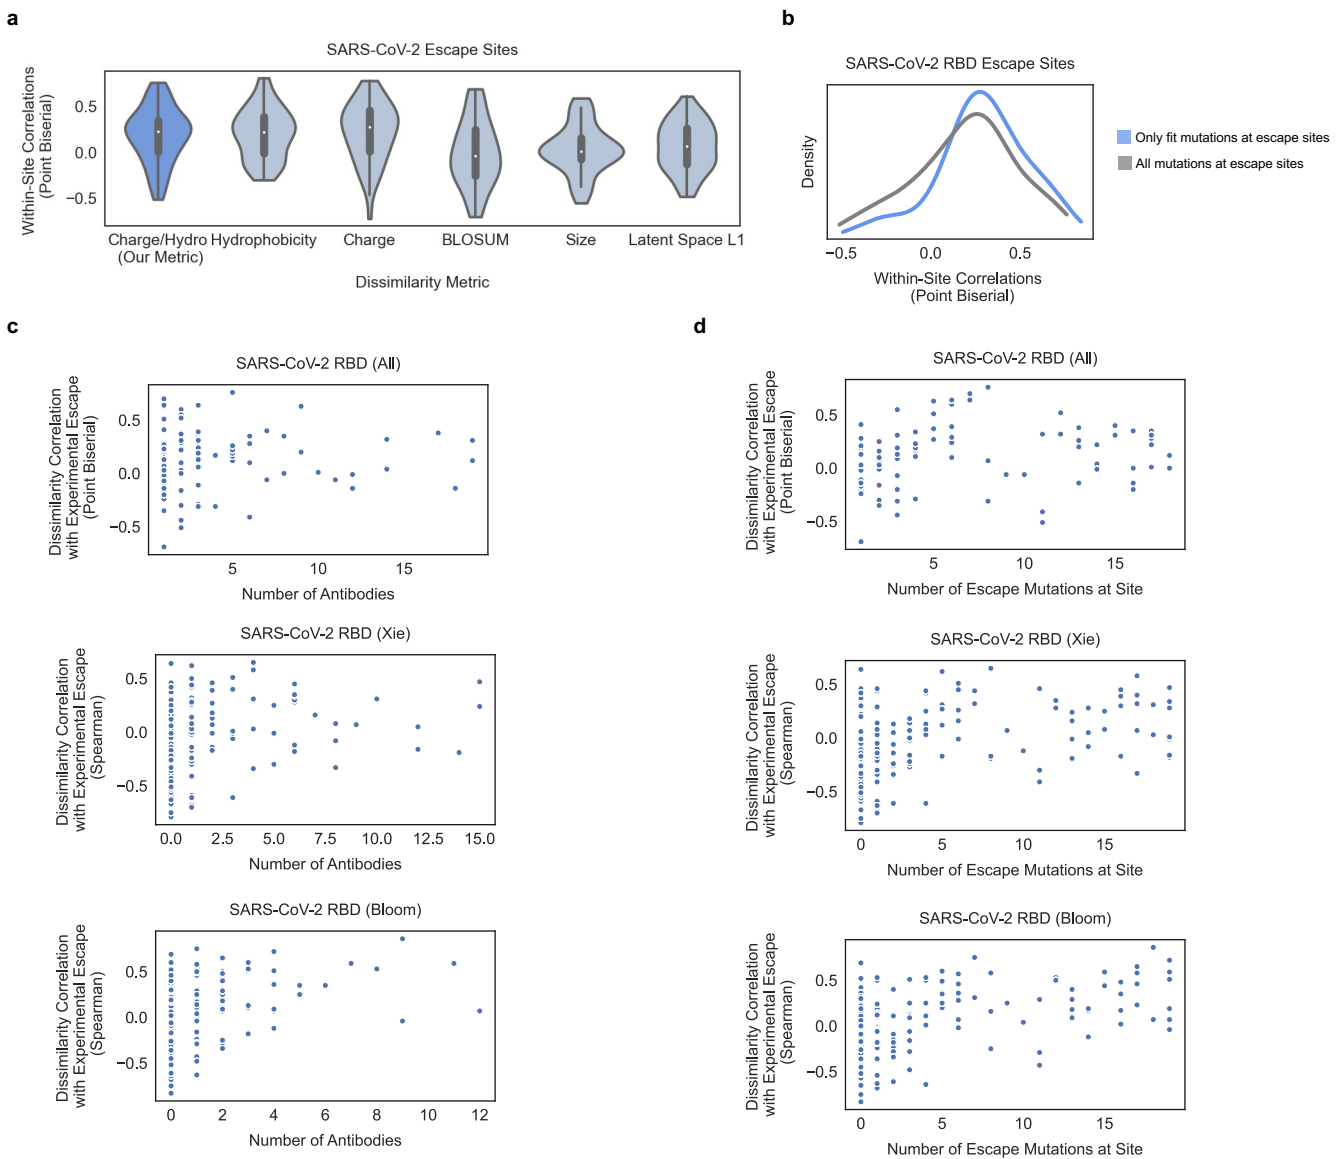 a
SARS-CoV-2 Escape Sites
Within-Site Correlations
(Point Biserial)
0.5
0.0
−0.5
Charge/Hydro
(Our Metric)
Hydrophobicity
Charge
BLOSUM
Size
Latent Space L1
Dissimilarity Metric
b
SARS-CoV-2 RBD Escape Sites
Density
−0.5
0.0
0.5
Within-Site Correlations
(Point Biserial)
Only fit mutations at escape sites
All mutations at escape sites
c
SARS-CoV-2 RBD (All)
Dissimilarity Correlation
with Experimental Escape
(Point Biserial)
0.5
0.0
−0.5
5
10
15
Number of Antibodies
SARS-CoV-2 RBD (Xie)
Dissimilarity Correlation
with Experimental Escape
(Spearman)
0.5
0.0
−0.5
0.0
2.5
5.0
7.5
10.0
12.5
15.0
Number of Antibodies
SARS-CoV-2 RBD (Bloom)
Dissimilarity Correlation
with Experimental Escape
(Spearman)
0.5
0.0
−0.5
0
2
4
6
8
10
12
Number of Antibodies
d
SARS-CoV-2 RBD (All)
Dissimilarity Correlation
with Experimental Escape
(Point Biserial)
0.5
0.0
−0.5
5
10
15
Number of Escape Mutations at Site
SARS-CoV-2 RBD (Xie)
Dissimilarity Correlation
with Experimental Escape
(Spearman)
0.5
0.0
−0.5
0
5
10
15
Number of Escape Mutations at Site
SARS-CoV-2 RBD (Bloom)
Dissimilarity Correlation
with Experimental Escape
(Spearman)
0.5
0.0
−0.5
0
5
10
15
Number of Escape Mutations at Site